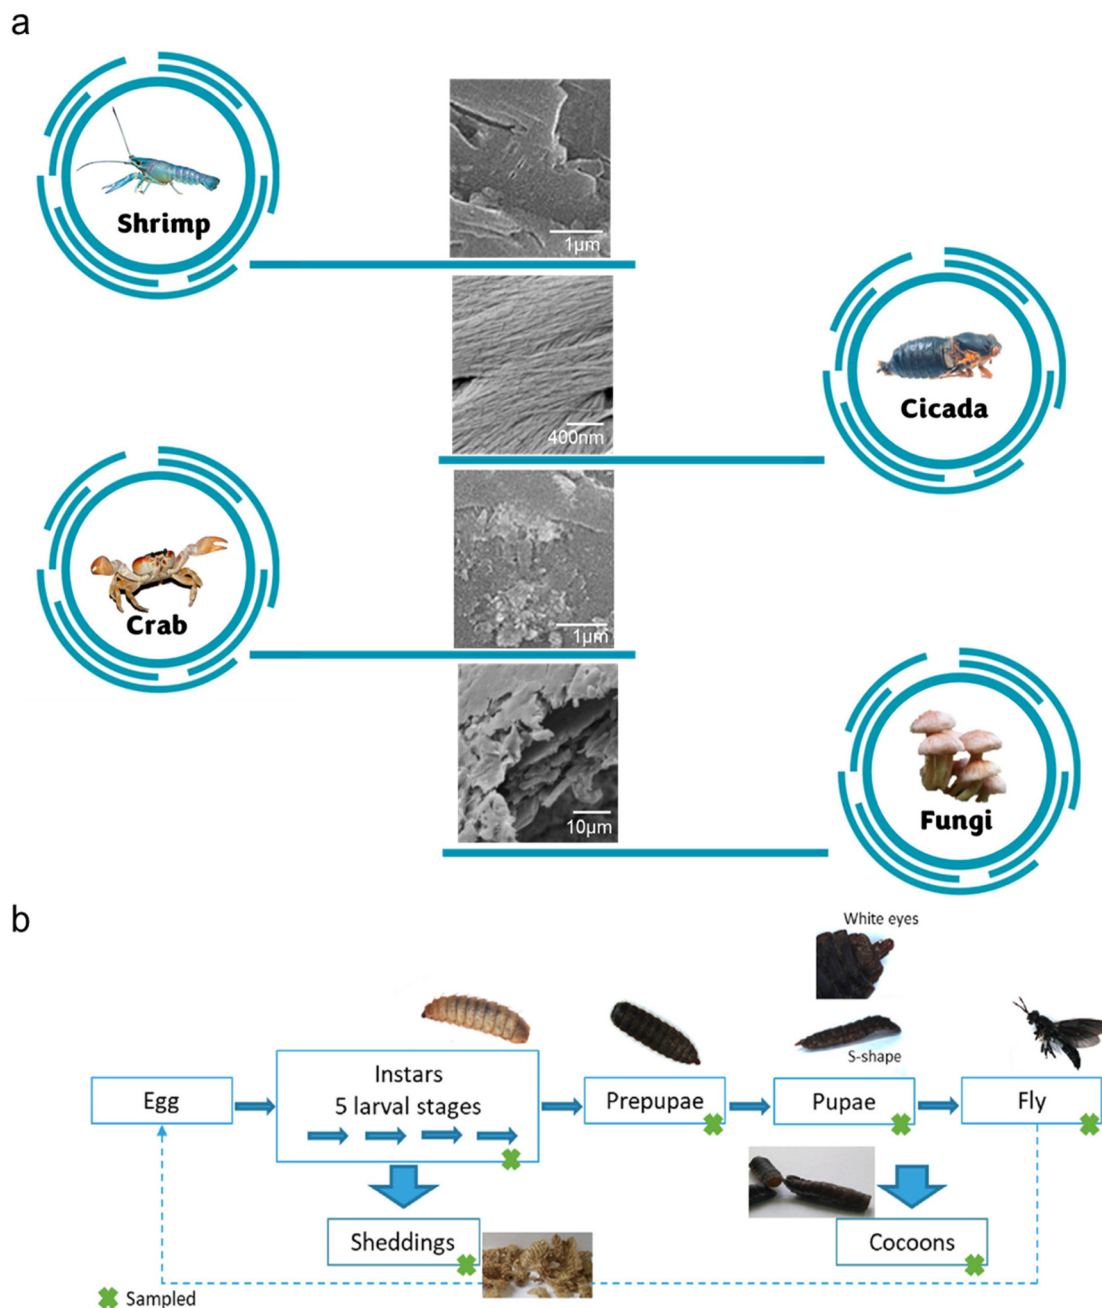 a
Shrimp
1μm
400nm
Cicada
Crab
1μm
10μm
Fungi
b
White eyes
S-shape
Instars
5 larval stages
Egg
Prepupae
Pupae
Fly
Sheddings
Cocoons
Sampled